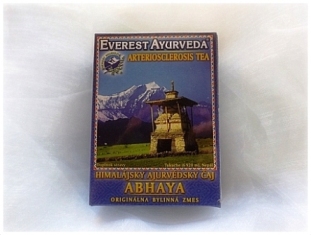 EVEREST AYURVEDA
ARTERIOSCLEROSIS TEA
HIMALÁJSKY AJURVÉDSKY ČAJ
ABHAYA
ORIGINÁLNA BYLINNÁ ZMES